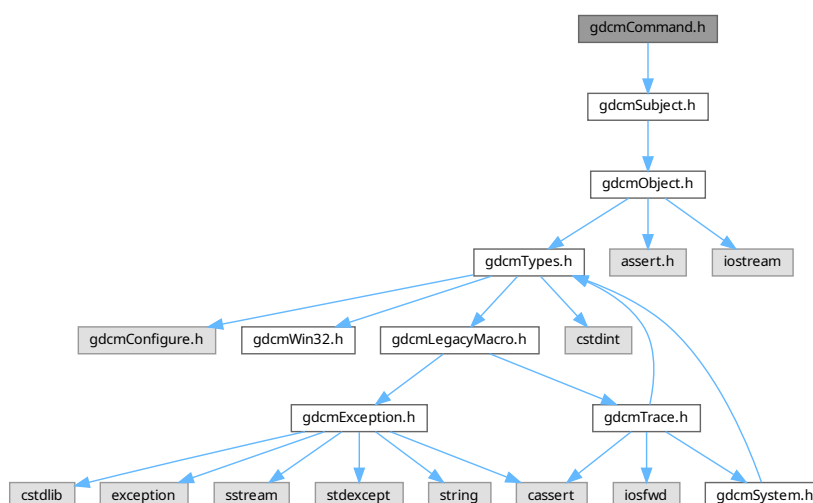 gdcmCommand.h
gdcmSubject.h
gdcmObject.h
gdcmTypes.h
assert.h
iostream
gdcmConfigure.h
gdcmWin32.h
gdcmLegacyMacro.h
cstdint
gdcmException.h
gdcmTrace.h
cstdlib
exception
sstream
stdexcept
string
cassert
iosfwd
gdcmSystem.h